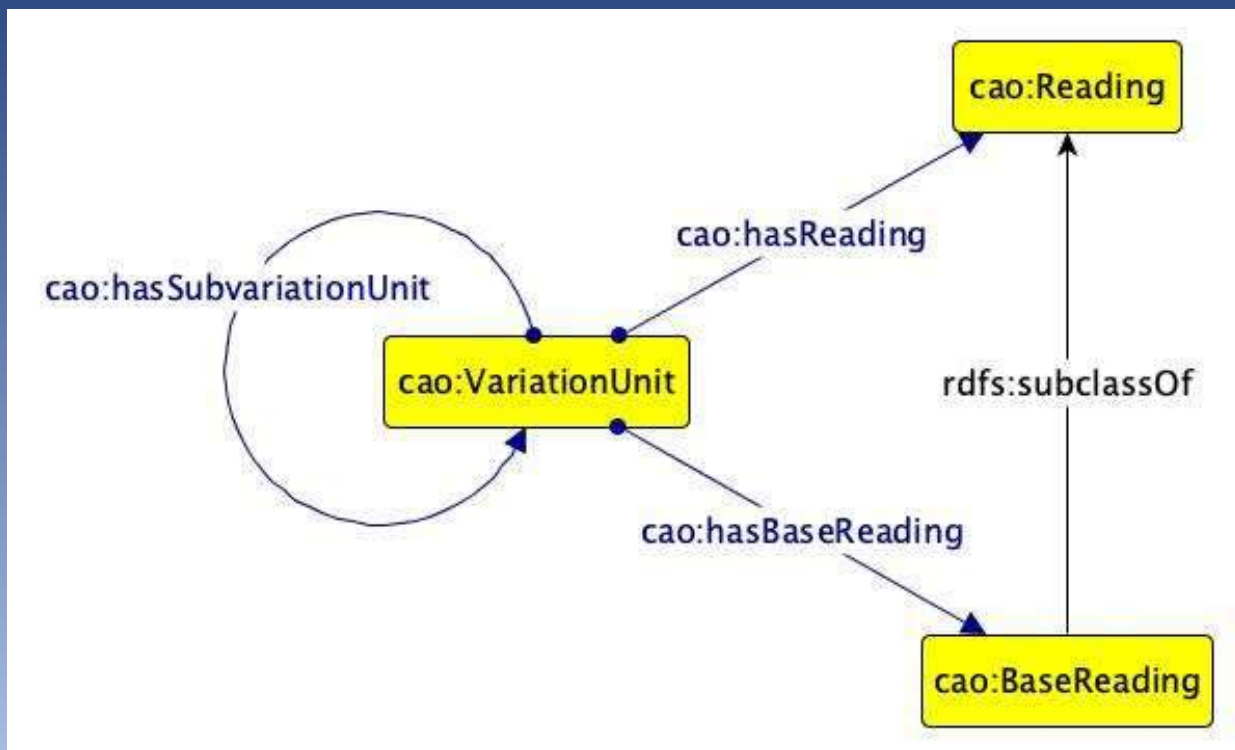 cao:Reading
cao:hasReading
cao:hasSubvariationUnit
cao:VariationUnit
rdfs:subclassOf
cao:hasBaseReading
cao:BaseReading